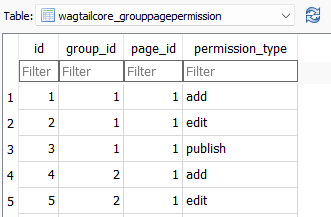 Table: wagtailcore_grouppagepermission
id group_id page_id permission_type
Filter Filter Filter Filter
1 1 1 1 add
2 2 1 1 edit
3 3 1 1 publish
4 4 2 1 add
5 5 2 1 edit